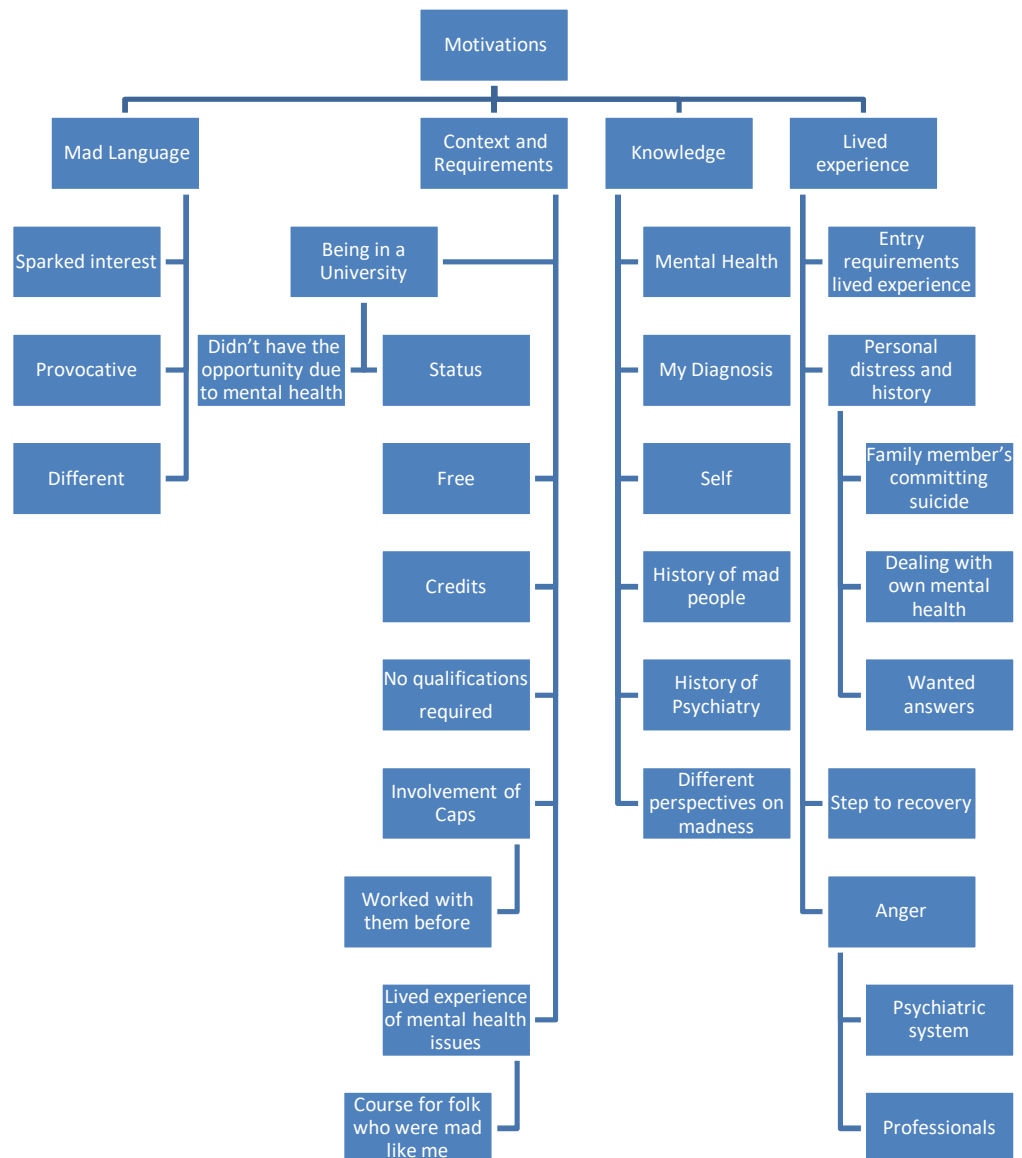 Motivations
Mad Language
Sparked interest
Provocative
Different
Context and
Requirements
Being in a
University
Didn't have the
opportunity due
to mental health
Status
Free
Credits
No qualifications
required
Involvement of
Caps
Worked with
them before
Lived experience
of mental health
issues
Course for folk
who were mad
like me
Knowledge
Mental Health
My Diagnosis
Self
History of mad
people
History of
Psychiatry
Different
perspectives on
madness
Lived
experience
Entry
requirements
lived experience
Personal
distress and
history
Family member's
committing
suicide
Dealing with
own mental
health
Wanted
answers
Step to recovery
Anger
Psychiatric
system
Professionals